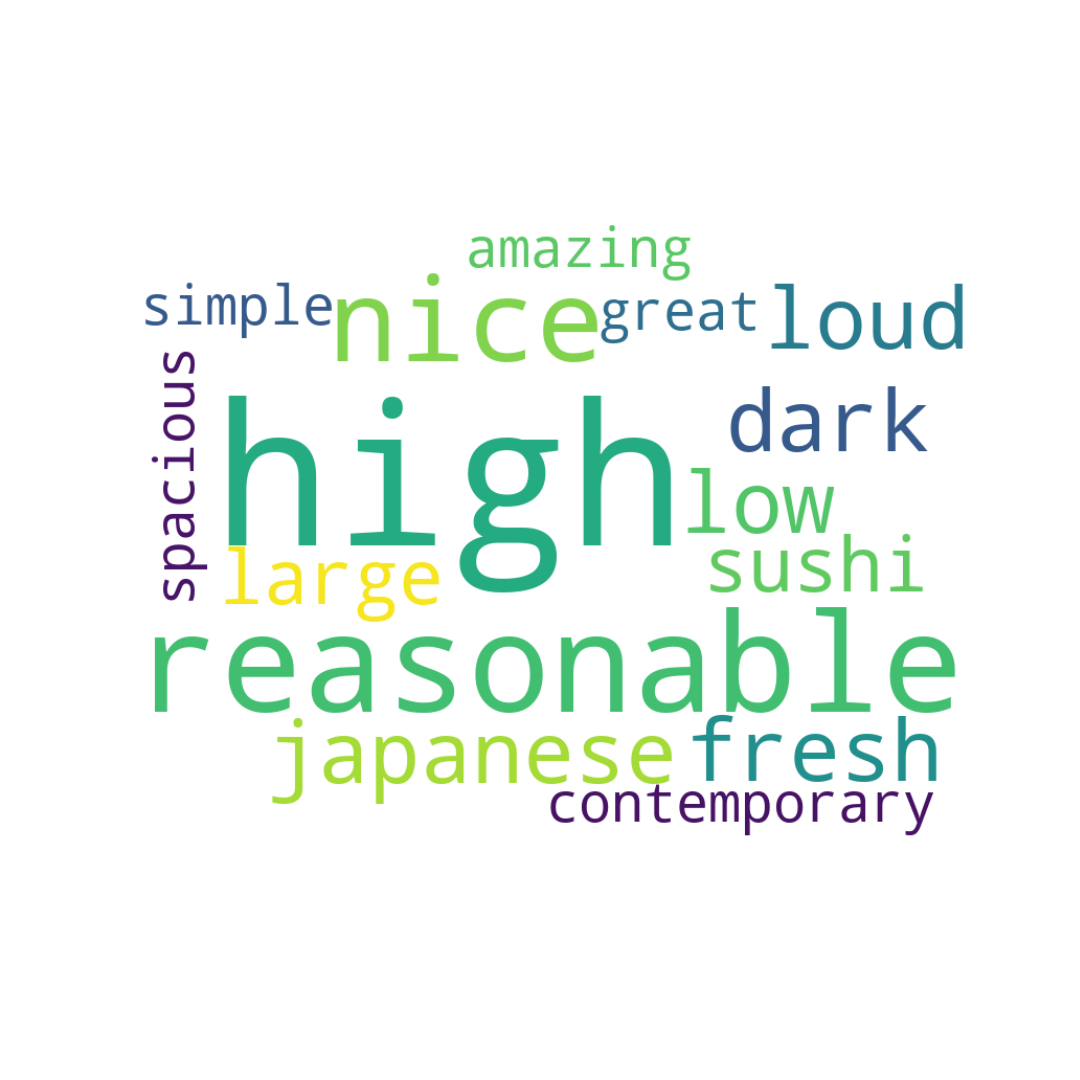 amazing
simple
nice
great
loud
spacious
high
dark
low
large
sushi
reasonable
japanese
fresh
contemporary